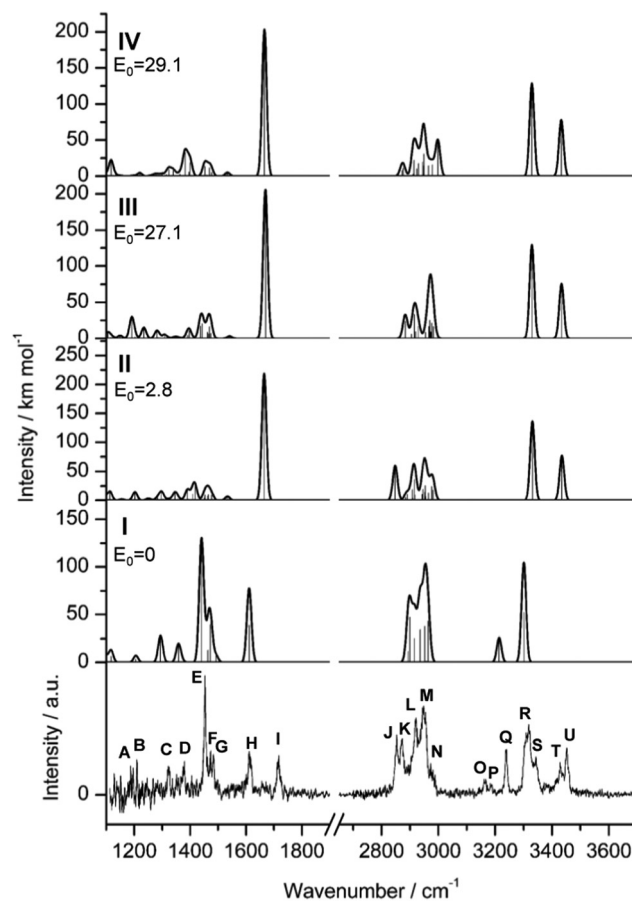 IV
E₀=29.1
200
150
100
50
0
III
E₀=27.1
200
150
100
50
0
II
E₀=2.8
250
200
150
100
50
0
I
E₀=0
150
100
50
0
Intensity / km mol⁻¹
Intensity / a.u.
0
A B C D E F G H I J K L M N O P Q R S T U
1200 1400 1600 1800 2800 3000 3200 3400 3600
Wavenumber / cm⁻¹